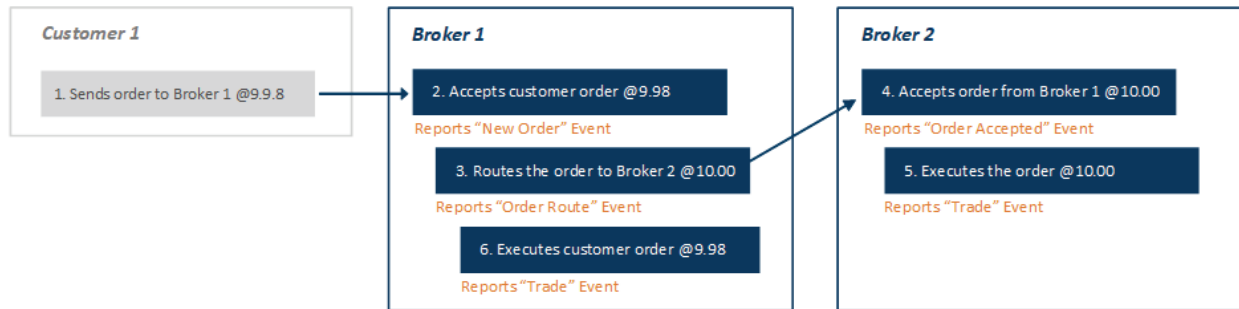 Customer 1
1. Sends order to Broker 1 @9.9.8
Broker 1
2. Accepts customer order @9.98
Reports “New Order” Event
3. Routes the order to Broker 2 @10.00
Reports “Order Route” Event
6. Executes customer order @9.98
Reports “Trade” Event
Broker 2
4. Accepts order from Broker 1 @10.00
Reports “Order Accepted” Event
5. Executes the order @10.00
Reports “Trade” Event